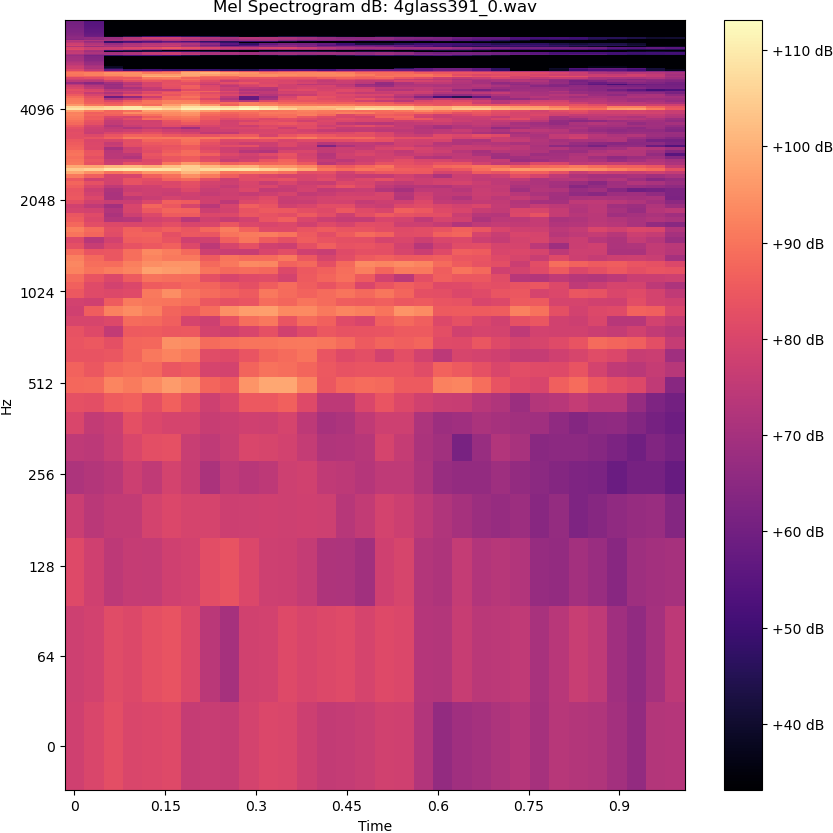 Mel Spectrogram dB: 4glass391_0.wav
+110 dB
4096
+100 dB
2048
+90 dB
1024
+80 dB
512
Hz
+70 dB
256
+60 dB
128
64
+50 dB
0
+40 dB
0 0.15 0.3 0.45 0.6 0.75 0.9
Time